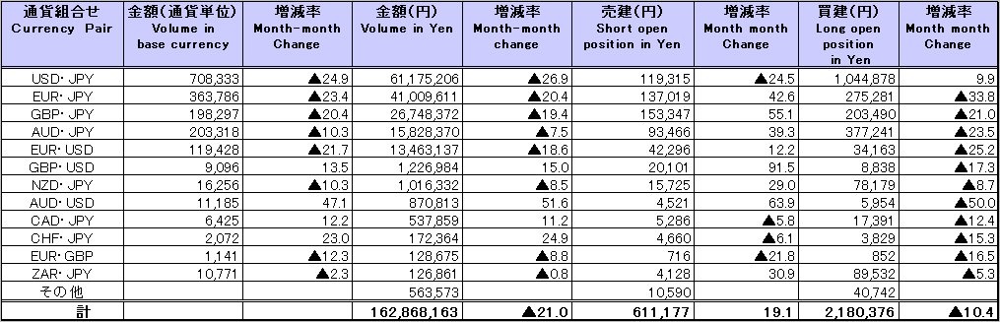 通貨組合せ 金額(通貨単位) 増減率 金額(円) 増減率 売建(円) 増減率 買建(円) 増減率
Currency Pair Volume in Month-month Volume in Yen Month-month Short open Month month Long open Month month
base currency Change change position in Yen Change position Change
in Yen
USD・JPY 708,333 ▲24.9 61,175,206 ▲26.9 119,315 ▲24.5 1,044,878 9.9
EUR・JPY 363,786 ▲23.4 41,009,611 ▲20.4 137,019 42.6 275,281 ▲33.8
GBP・JPY 198,297 ▲20.4 26,748,372 ▲19.4 153,347 55.1 203,490 ▲21.0
AUD・JPY 203,318 ▲10.3 15,828,370 ▲7.5 93,466 39.3 377,241 ▲23.5
EUR・USD 119,428 ▲21.7 13,463,137 ▲18.6 42,296 12.2 34,163 ▲25.2
GBP・USD 9,096 13.5 1,226,984 15.0 20,101 91.5 8,838 ▲17.3
NZD・JPY 16,256 ▲10.3 1,016,332 ▲8.5 15,725 29.0 78,179 ▲8.7
AUD・USD 11,185 47.1 870,813 51.6 4,521 63.9 5,954 ▲50.0
CAD・JPY 6,425 12.2 537,859 11.2 5,286 ▲5.8 17,391 ▲12.4
CHF・JPY 2,072 23.0 172,364 24.9 4,660 ▲6.1 3,829 ▲15.3
EUR・GBP 1,141 ▲12.3 128,675 ▲8.8 716 ▲21.8 852 ▲16.5
ZAR・JPY 10,771 ▲2.3 126,861 ▲0.8 4,128 30.9 89,532 ▲5.3
その他 563,573 10,590 40,742
計 162,868,163 ▲21.0 611,177 19.1 2,180,376 ▲10.4